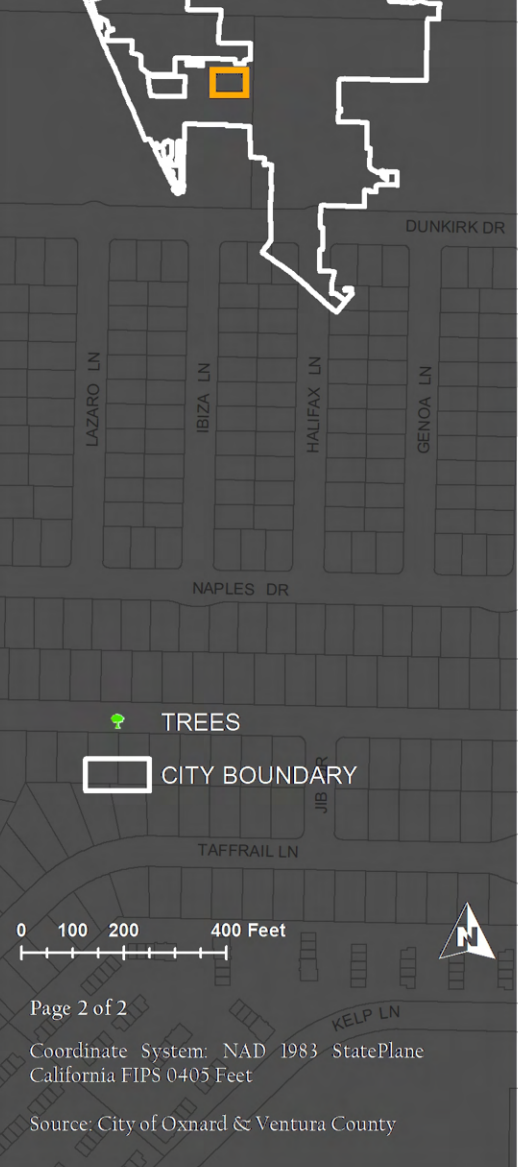 DUNKIRK DR
LAZARO LN
IBIZA LN
HALIFAX LN
GENOA LN
NAPLES DR
TREES
CITY BOUNDARY
JIB
TAFFRAIL LN
0 100 200 400 Feet
N
Page 2 of 2
KELP LN
Coordinate System: NAD 1983 StatePlane
California FIPS 0405 Feet
Source: City of Oxnard & Ventura County